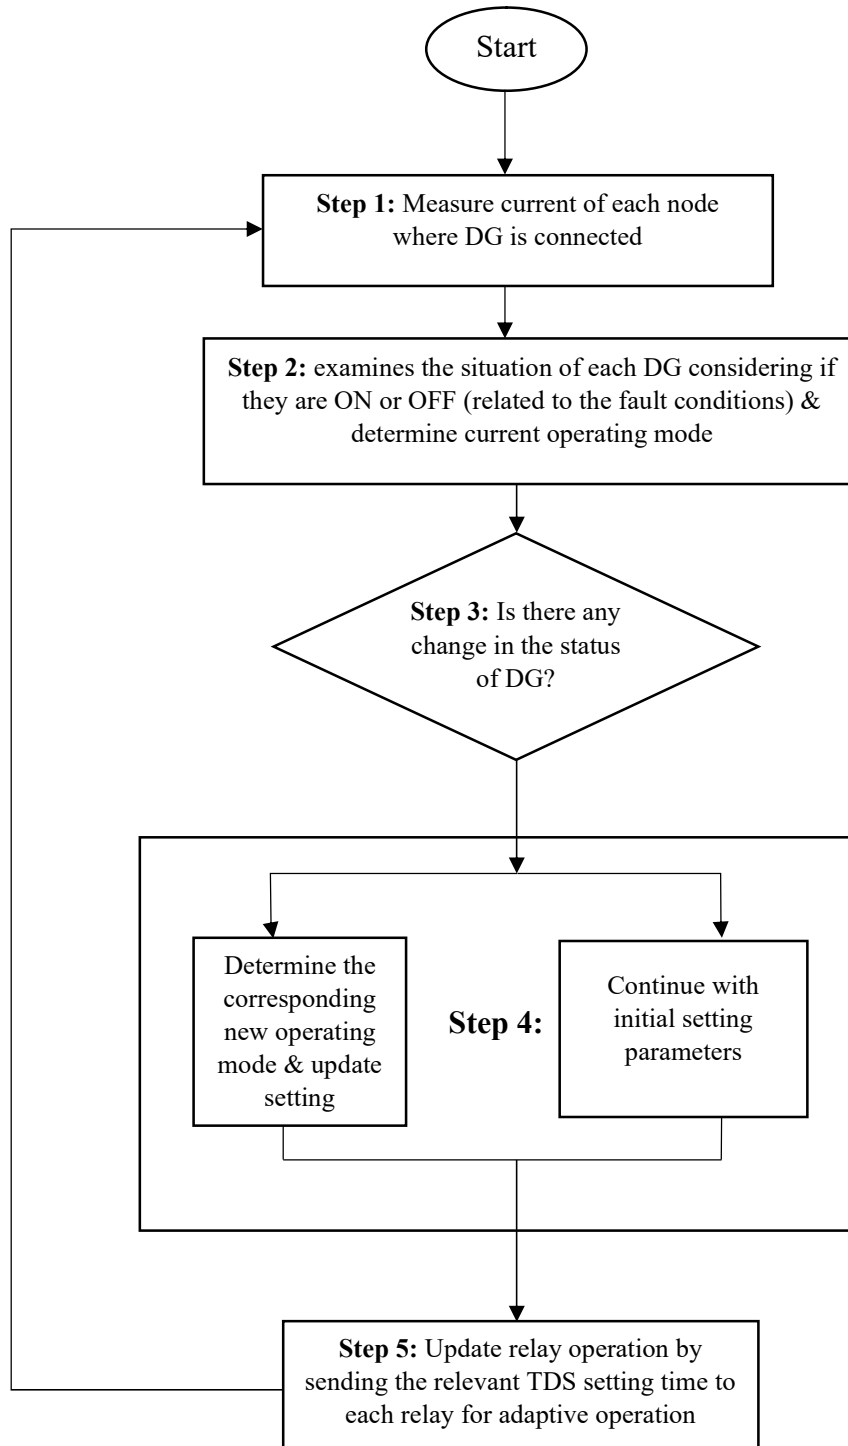 Start
Step 1: Measure current of each node
where DG is connected
Step 2: examines the situation of each DG considering if
they are ON or OFF (related to the fault conditions) &
determine current operating mode
Step 3: Is there any
change in the status
of DG?
Determine the
corresponding
new operating
mode & update
setting
Step 4:
Continue with
initial setting
parameters
Step 5: Update relay operation by
sending the relevant TDS setting time to
each relay for adaptive operation